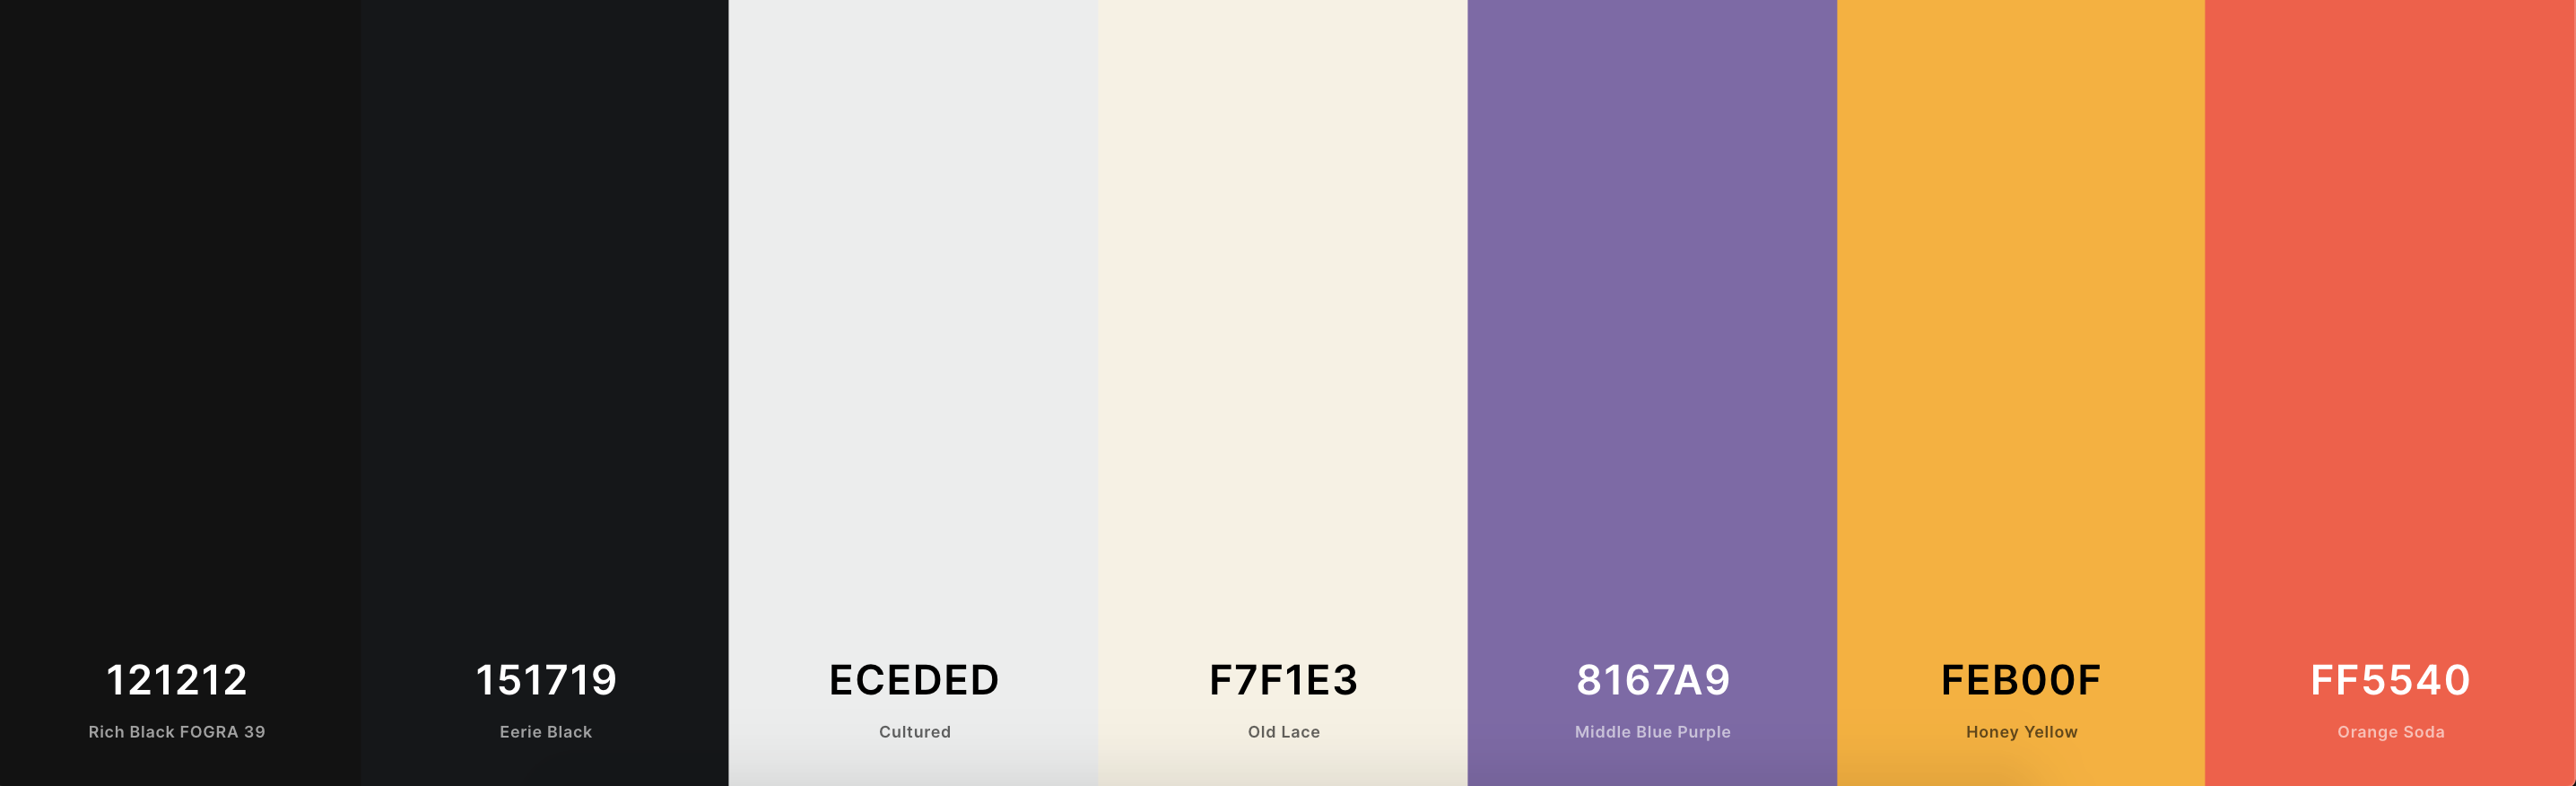 121212
Rich Black FOGRA 39
151719
Eerie Black
ECEDED
Cultured
F7F1E3
Old Lace
8167A9
Middle Blue Purple
FEB00F
Honey Yellow
FF5540
Orange Soda